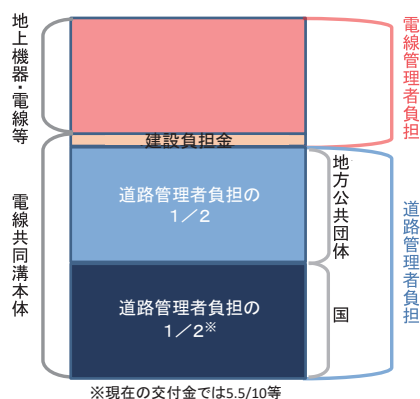 地上機器・電線等
電線共同溝本体
建設負担金
道路管理者負担の
1／2
道路管理者負担の
1／2※
地方公共団体
国
電線管理者負担
道路管理者負担
※現在の交付金では5.5/10等